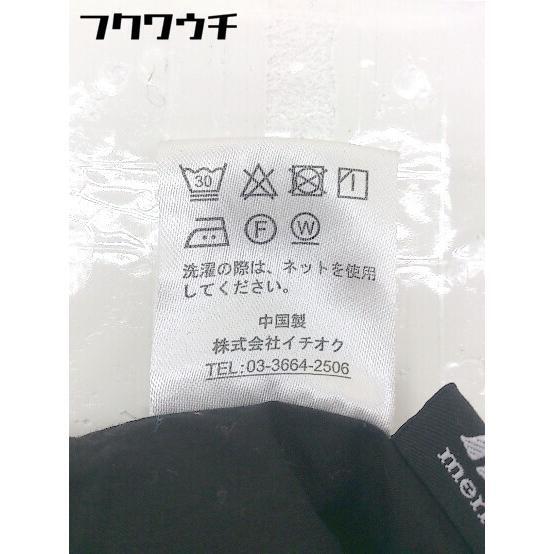 フクワウチ
30
F W
洗濯の際は、ネットを使用
してください。
中国製
株式会社イチオク
TEL:03-3664-2506